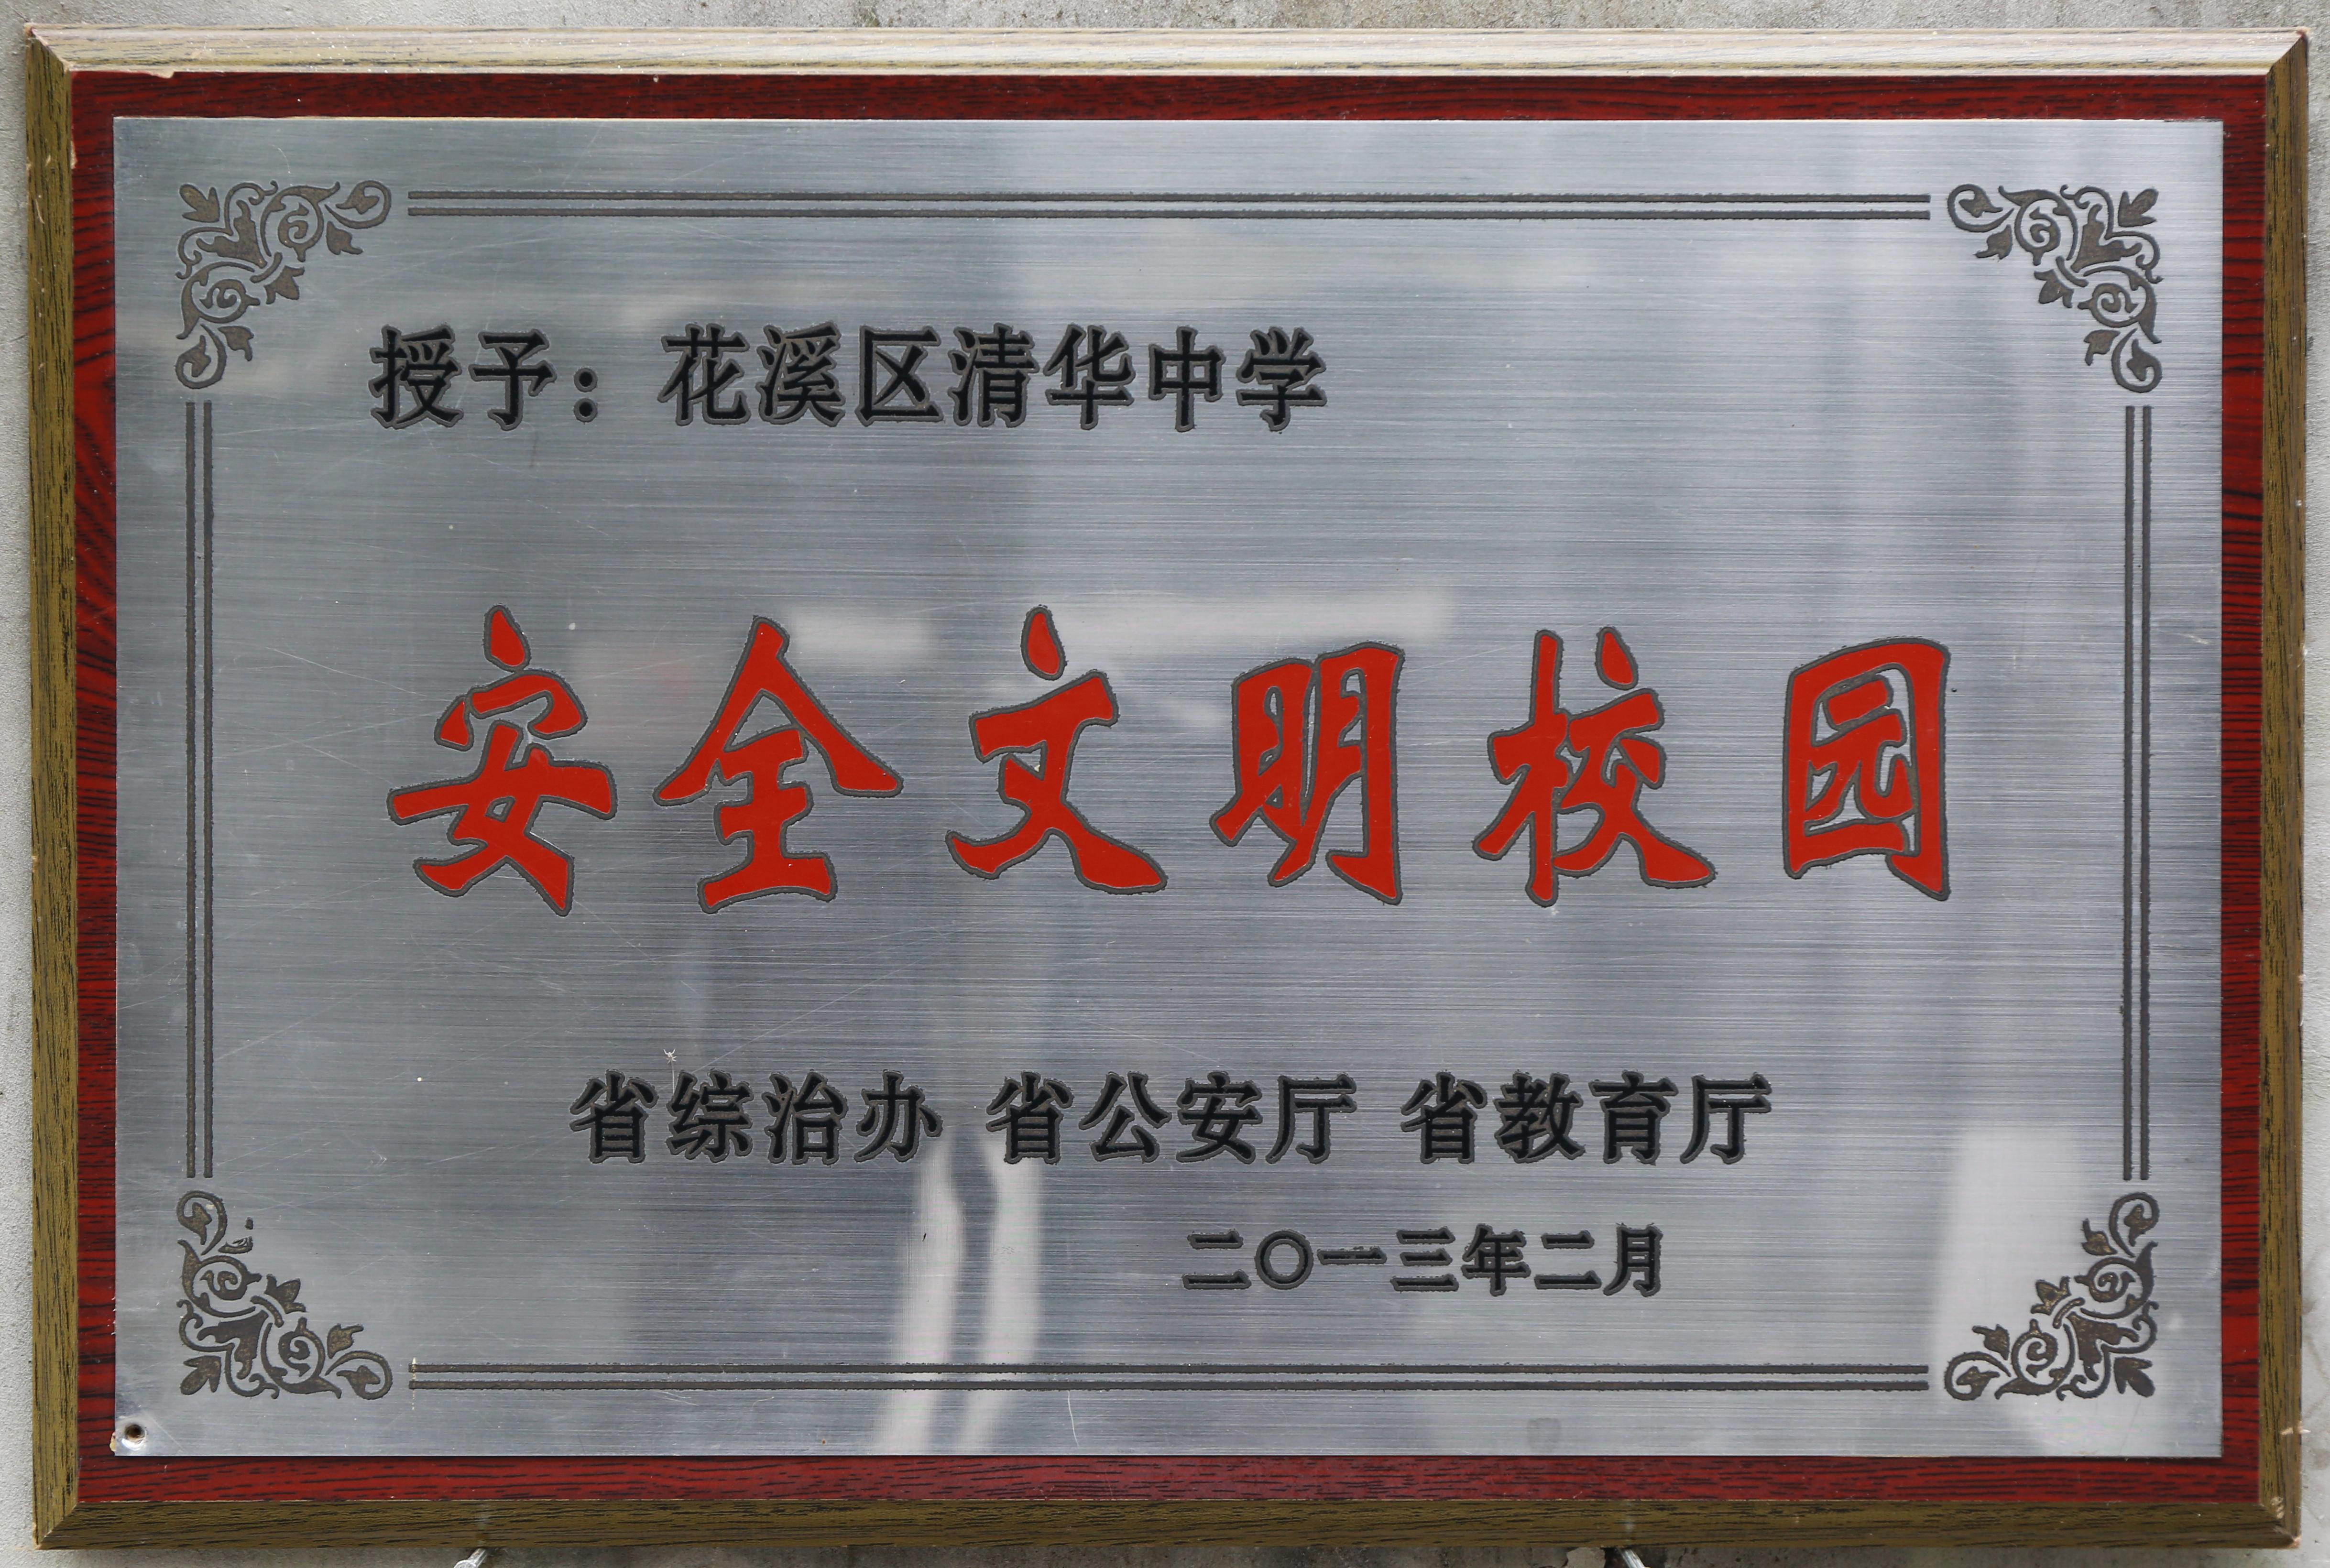 授予：花溪区清华中学
安全文明校园
省综治办 省公安厅 省教育厅
二〇一三年二月